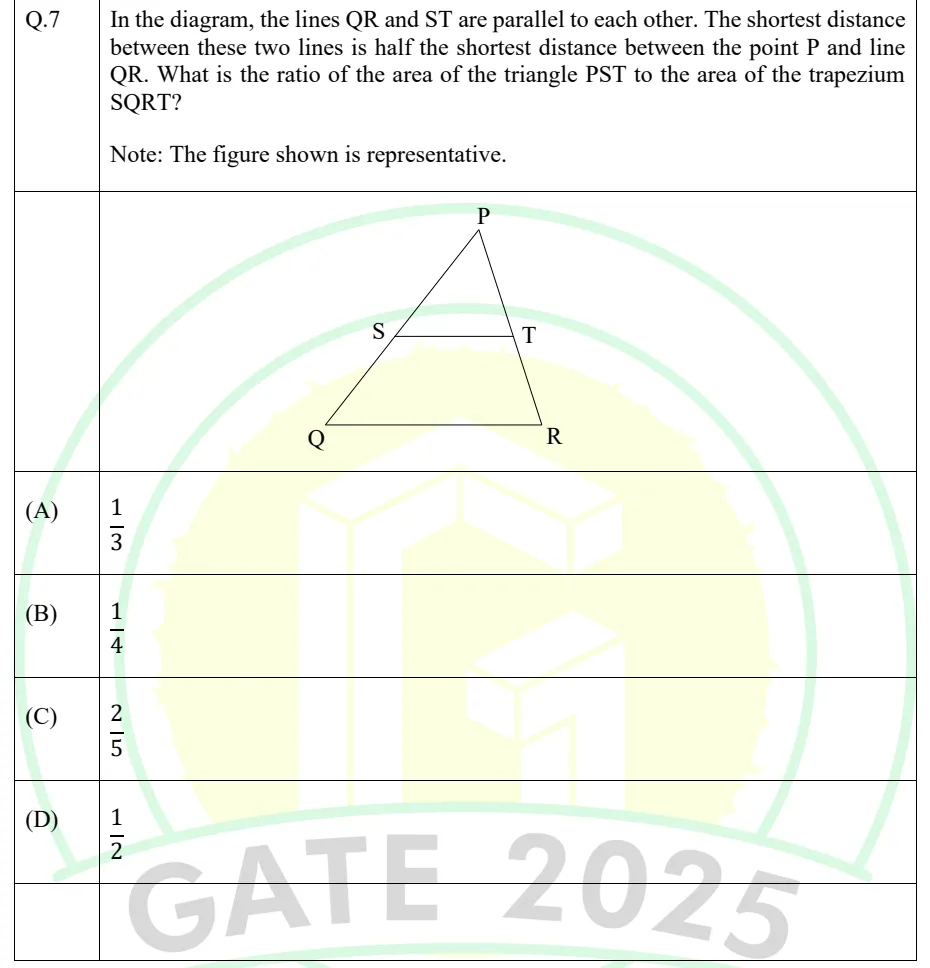 Q.7
In the diagram, the lines QR and ST are parallel to each other. The shortest distance
between these two lines is half the shortest distance between the point P and line
QR. What is the ratio of the area of the triangle PST to the area of the trapezium
SQRT?
Note: The figure shown is representative.
P
S
T
Q
R
(A)
1
3
(B)
1
4
(C)
2
5
(D)
1
2
GATE 2025